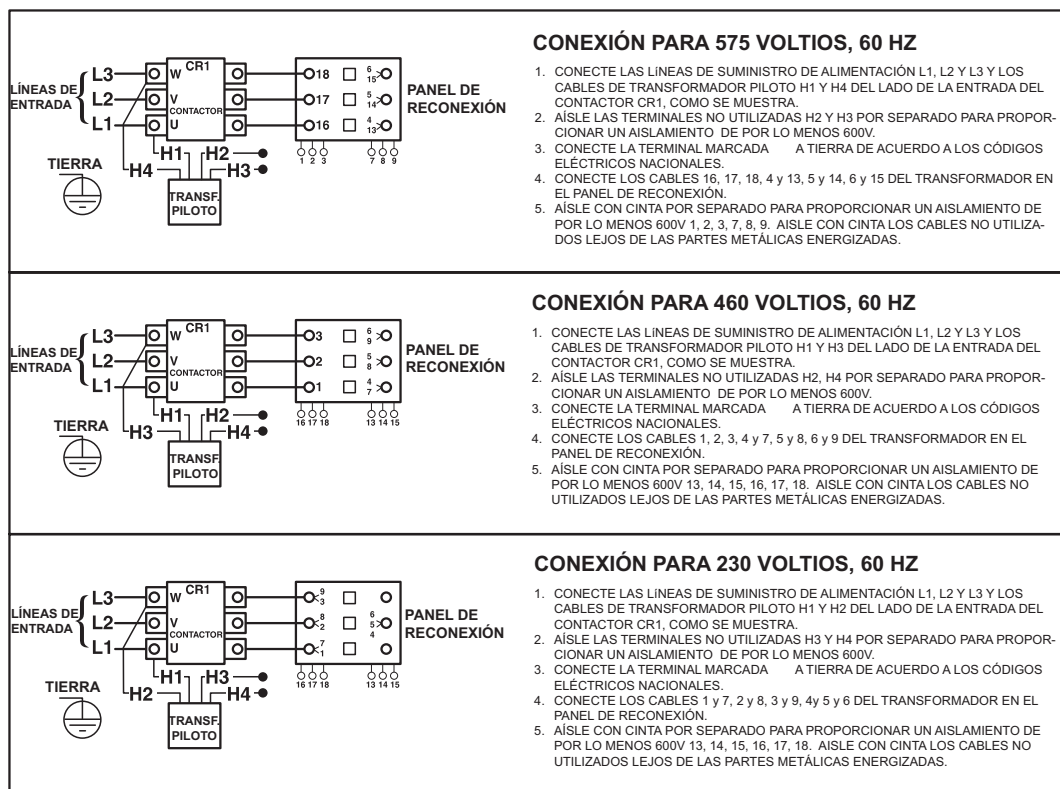 L3
L2
L1
LÍNEAS DE
ENTRADA
CR1
W
V
CONTACTOR
U
18
17
16
6
15
5
14
4
13
PANEL DE
RECONEXIÓN
1 2 3
7 8 9
H1
H2
H4
H3
TIERRA
TRANSF.
PILOTO
CONEXIÓN PARA 575 VOLTIOS, 60 HZ
1. CONECTE LAS LíNEAS DE SUMINISTRO DE ALIMENTACIÓN L1, L2 Y L3 Y LOS
CABLES DE TRANSFORMADOR PILOTO H1 Y H4 DEL LADO DE LA ENTRADA DEL
CONTACTOR CR1, COMO SE MUESTRA.
2. AÍSLE LAS TERMINALES NO UTILIZADAS H2 Y H3 POR SEPARADO PARA PROPOR-
CIONAR UN AISLAMIENTO DE POR LO MENOS 600V.
3. CONECTE LA TERMINAL MARCADA A TIERRA DE ACUERDO A LOS CÓDIGOS
ELÉCTRICOS NACIONALES.
4. CONECTE LOS CABLES 16, 17, 18, 4 y 13, 5 y 14, 6 y 15 DEL TRANSFORMADOR EN
EL PANEL DE RECONEXIÓN.
5. AÍSLE CON CINTA POR SEPARADO PARA PROPORCIONAR UN AISLAMIENTO DE
POR LO MENOS 600V 1, 2, 3, 7, 8, 9. AISLE CON CINTA LOS CABLES NO UTILIZA-
DOS LEJOS DE LAS PARTES METÁLICAS ENERGIZADAS.
L3
L2
L1
LÍNEAS DE
ENTRADA
CR1
W
V
CONTACTOR
U
3
2
1
6
9
5
8
4
7
PANEL DE
RECONEXIÓN
16 17 18
13 14 15
H1
H2
H3
H4
TIERRA
TRANSF.
PILOTO
CONEXIÓN PARA 460 VOLTIOS, 60 HZ
1. CONECTE LAS LíNEAS DE SUMINISTRO DE ALIMENTACIÓN L1, L2 Y L3 Y LOS
CABLES DE TRANSFORMADOR PILOTO H1 Y H3 DEL LADO DE LA ENTRADA DEL
CONTACTOR CR1, COMO SE MUESTRA.
2. AÍSLE LAS TERMINALES NO UTILIZADAS H2, H4 POR SEPARADO PARA PROPOR-
CIONAR UN AISLAMIENTO DE POR LO MENOS 600V.
3. CONECTE LA TERMINAL MARCADA A TIERRA DE ACUERDO A LOS CÓDIGOS
ELÉCTRICOS NACIONALES.
4. CONECTE LOS CABLES 1, 2, 3, 4 y 7, 5 y 8, 6 y 9 DEL TRANSFORMADOR EN EL
PANEL DE RECONEXIÓN.
5. AÍSLE CON CINTA POR SEPARADO PARA PROPORCIONAR UN AISLAMIENTO DE
POR LO MENOS 600V 13, 14, 15, 16, 17, 18. AISLE CON CINTA LOS CABLES NO
UTILIZADOS LEJOS DE LAS PARTES METÁLICAS ENERGIZADAS.
L3
L2
L1
LÍNEAS DE
ENTRADA
CR1
W
V
CONTACTOR
U
9
3
8
2
7
1
6
5
4
PANEL DE
RECONEXIÓN
16 17 18
13 14 15
H1
H3
H2
H4
TIERRA
TRANSF.
PILOTO
CONEXIÓN PARA 230 VOLTIOS, 60 HZ
1. CONECTE LAS LíNEAS DE SUMINISTRO DE ALIMENTACIÓN L1, L2 Y L3 Y LOS
CABLES DE TRANSFORMADOR PILOTO H1 Y H2 DEL LADO DE LA ENTRADA DEL
CONTACTOR CR1, COMO SE MUESTRA.
2. AÍSLE LAS TERMINALES NO UTILIZADAS H3 Y H4 POR SEPARADO PARA PROPOR-
CIONAR UN AISLAMIENTO DE POR LO MENOS 600V.
3. CONECTE LA TERMINAL MARCADA A TIERRA DE ACUERDO A LOS CÓDIGOS
ELÉCTRICOS NACIONALES.
4. CONECTE LOS CABLES 1 y 7, 2 y 8, 3 y 9, 4y 5 y 6 DEL TRANSFORMADOR EN EL
PANEL DE RECONEXIÓN.
5. AÍSLE CON CINTA POR SEPARADO PARA PROPORCIONAR UN AISLAMIENTO DE
POR LO MENOS 600V 13, 14, 15, 16, 17, 18. AISLE CON CINTA LOS CABLES NO
UTILIZADOS LEJOS DE LAS PARTES METÁLICAS ENERGIZADAS.